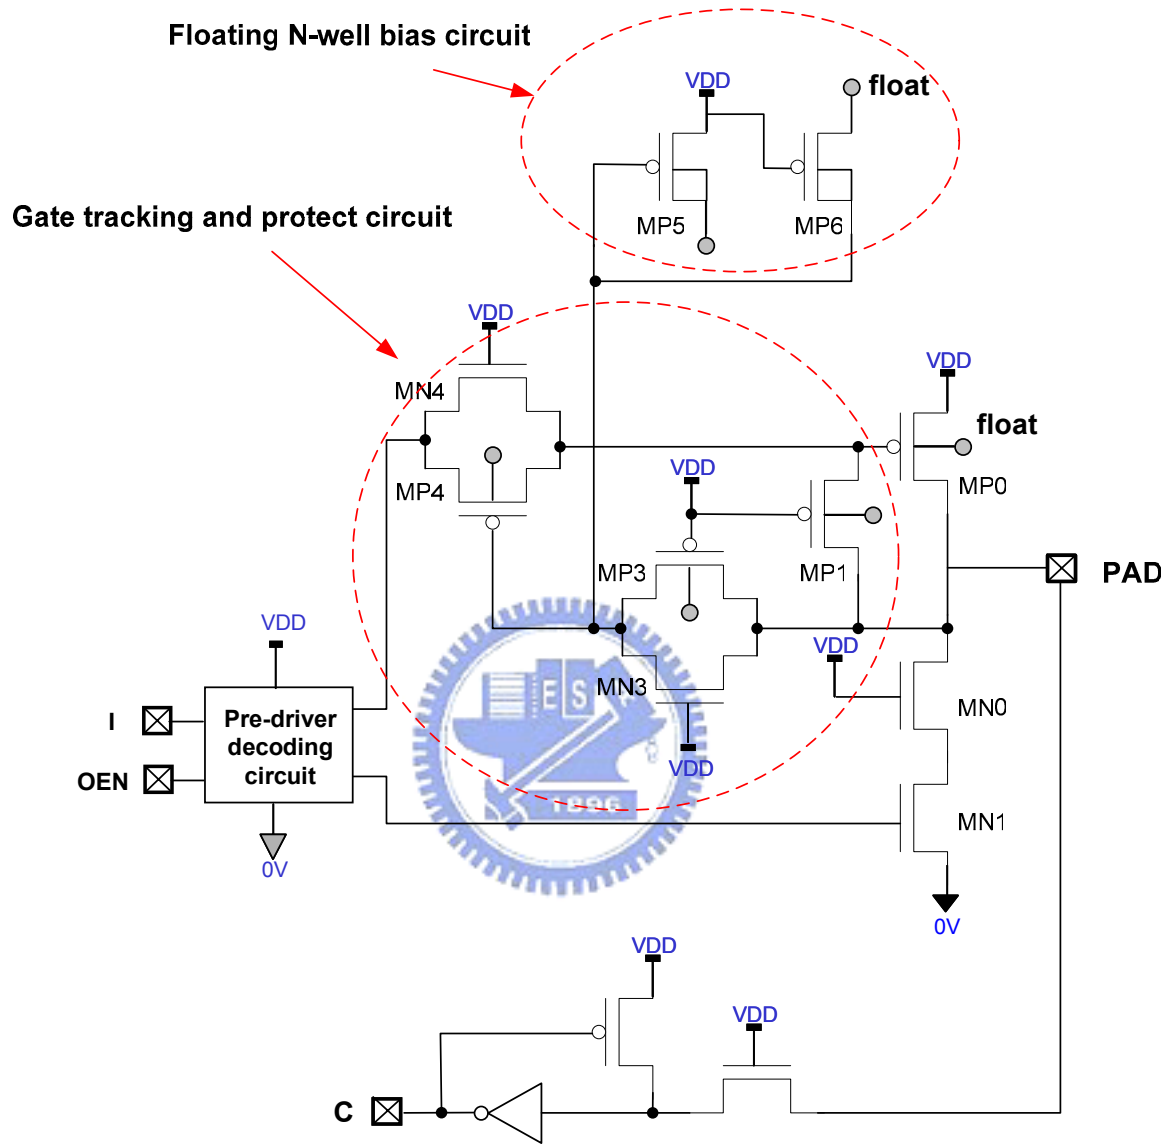 Floating N-well bias circuit
VDD
float
MP5
MP6
Gate tracking and protect circuit
VDD
MN4
MP4
VDD
float
MP0
VDD
MP3
MP1
PAD
VDD
VDD
MN3
MN0
VDD
I
OEN
Pre-driver
decoding
circuit
0V
E S
1896
MN1
0V
VDD
VDD
C